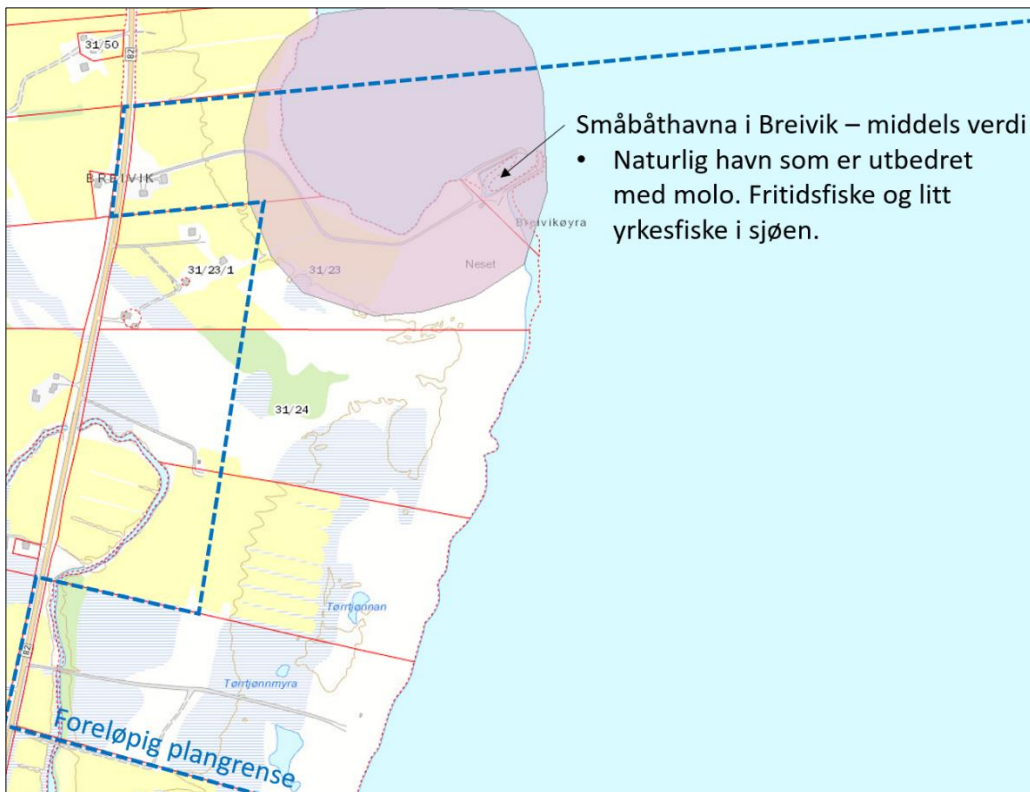 31/50
82
Småbåthavna i Breivik – middels verdi
• Naturlig havn som er utbedret
med molo. Fritidsfiske og litt
yrkesfiske i sjøen.
BREIVIK
Breivikøyra
31/23/1
31/23
Neset
31/24
Tørrtjønnan
82
Tørrtjønnmyra
Foreløpig plangrense